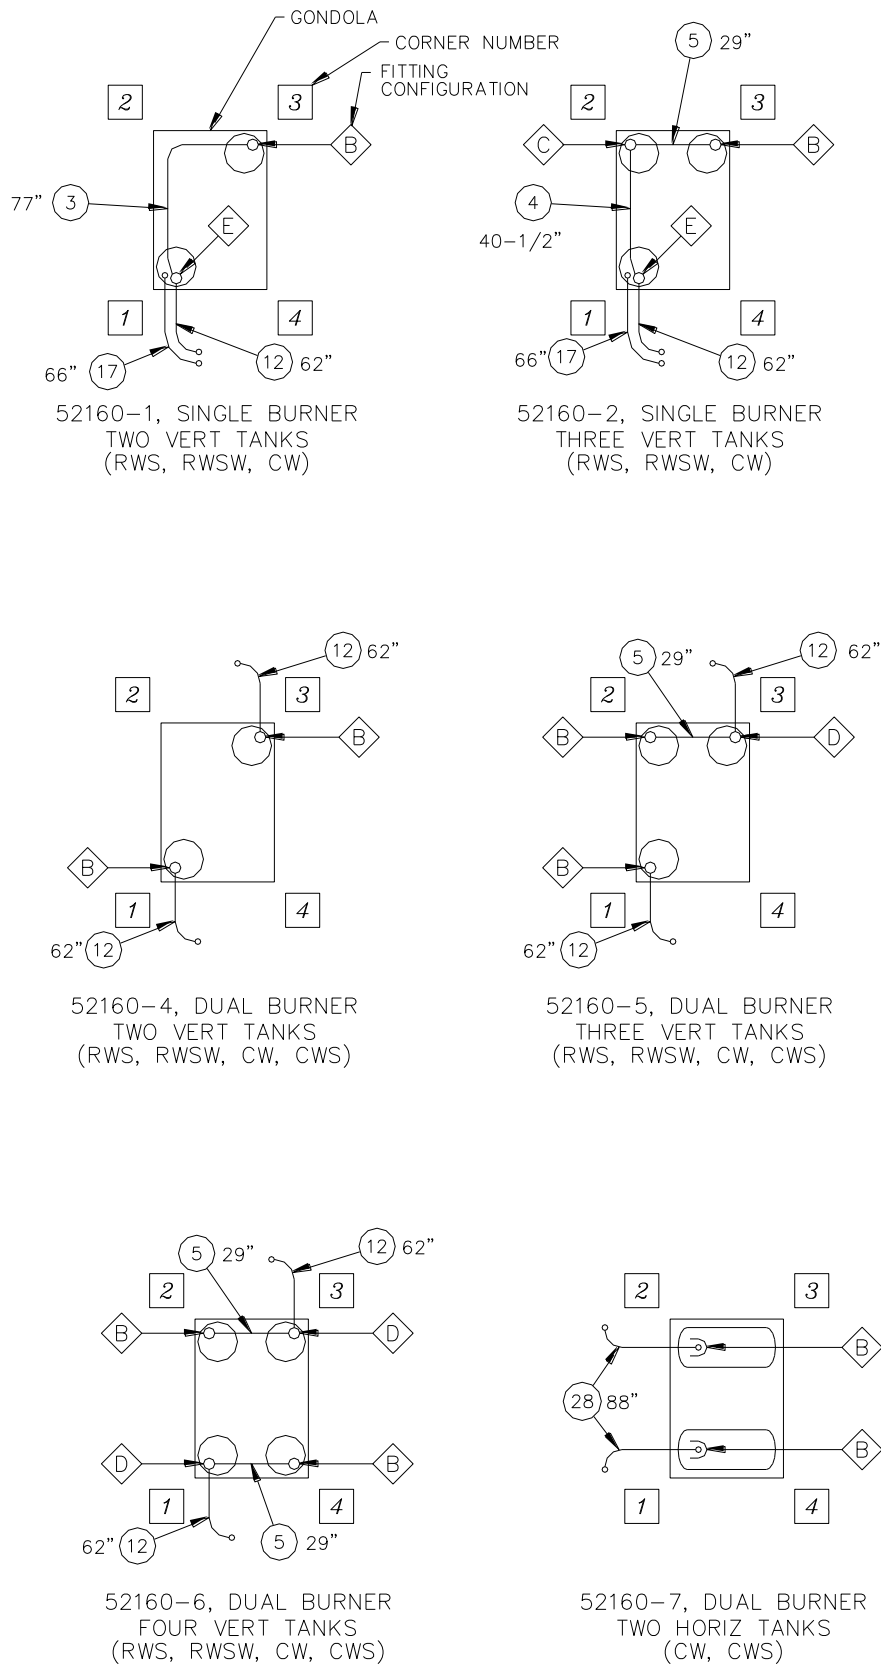 GONDOLA
CORNER NUMBER
FITTING
CONFIGURATION
2
3
B
77” 3
E
1
4
66” 17
12 62”
52160-1, SINGLE BURNER
TWO VERT TANKS
(RWS, RWSW, CW)
5 29”
2
3
C
B
4
40-1/2”
E
1
4
66” 17
12 62”
52160-2, SINGLE BURNER
THREE VERT TANKS
(RWS, RWSW, CW)
12 62”
2
3
B
B
1
4
62” 12
52160-4, DUAL BURNER
TWO VERT TANKS
(RWS, RWSW, CW, CWS)
5 29”
12 62”
2
3
B
D
B
1
4
62” 12
52160-5, DUAL BURNER
THREE VERT TANKS
(RWS, RWSW, CW, CWS)
5 29”
12 62”
2
3
B
D
D
B
1
4
62” 12
5 29”
52160-6, DUAL BURNER
FOUR VERT TANKS
(RWS, RWSW, CW, CWS)
2
3
B
28 88”
B
1
4
52160-7, DUAL BURNER
TWO HORIZ TANKS
(CW, CWS)